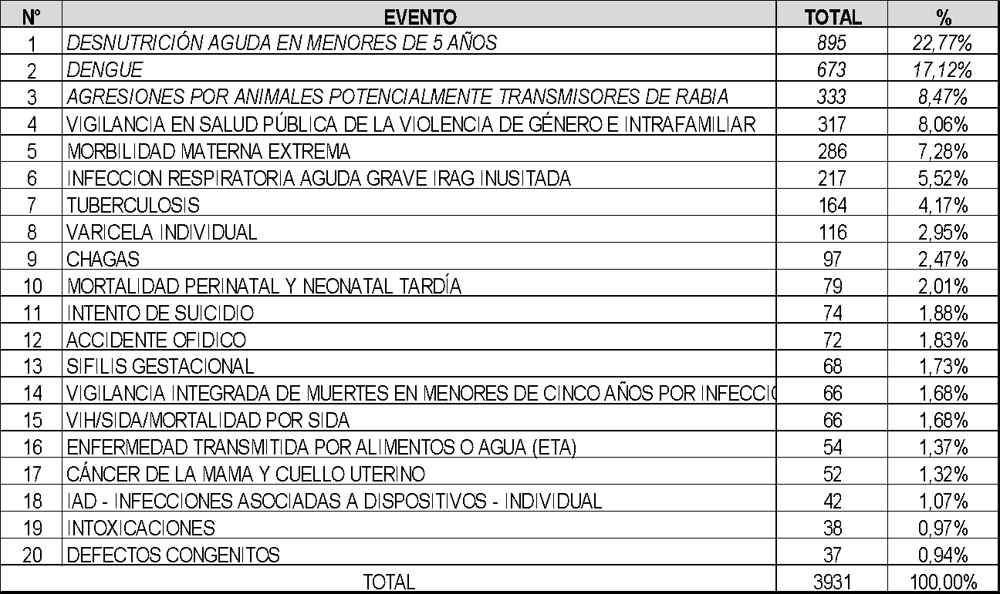 N° EVENTO TOTAL %
1 DESNUTRICIÓN AGUDA EN MENORES DE 5 AÑOS 895 22,77%
2 DENGUE 673 17,12%
3 AGRESIONES POR ANIMALES POTENCIALMENTE TRANSMISORES DE RABIA 333 8,47%
4 VIGILANCIA EN SALUD PÚBLICA DE LA VIOLENCIA DE GÉNERO E INTRAFAMILIAR 317 8,06%
5 MORBILIDAD MATERNA EXTREMA 286 7,28%
6 INFECCION RESPIRATORIA AGUDA GRAVE IRAG INUSITADA 217 5,52%
7 TUBERCULOSIS 164 4,17%
8 VARICELA INDIVIDUAL 116 2,95%
9 CHAGAS 97 2,47%
10 MORTALIDAD PERINATAL Y NEONATAL TARDÍA 79 2,01%
11 INTENTO DE SUICIDIO 74 1,88%
12 ACCIDENTE OFIDICO 72 1,83%
13 SIFILIS GESTACIONAL 68 1,73%
14 VIGILANCIA INTEGRADA DE MUERTES EN MENORES DE CINCO AÑOS POR INFECCIO 66 1,68%
15 VIH/SIDA/MORTALIDAD POR SIDA 66 1,68%
16 ENFERMEDAD TRANSMITIDA POR ALIMENTOS O AGUA (ETA) 54 1,37%
17 CÁNCER DE LA MAMA Y CUELLO UTERINO 52 1,32%
18 IAD - INFECCIONES ASOCIADAS A DISPOSITIVOS - INDIVIDUAL 42 1,07%
19 INTOXICACIONES 38 0,97%
20 DEFECTOS CONGENITOS 37 0,94%
TOTAL 3931 100,00%